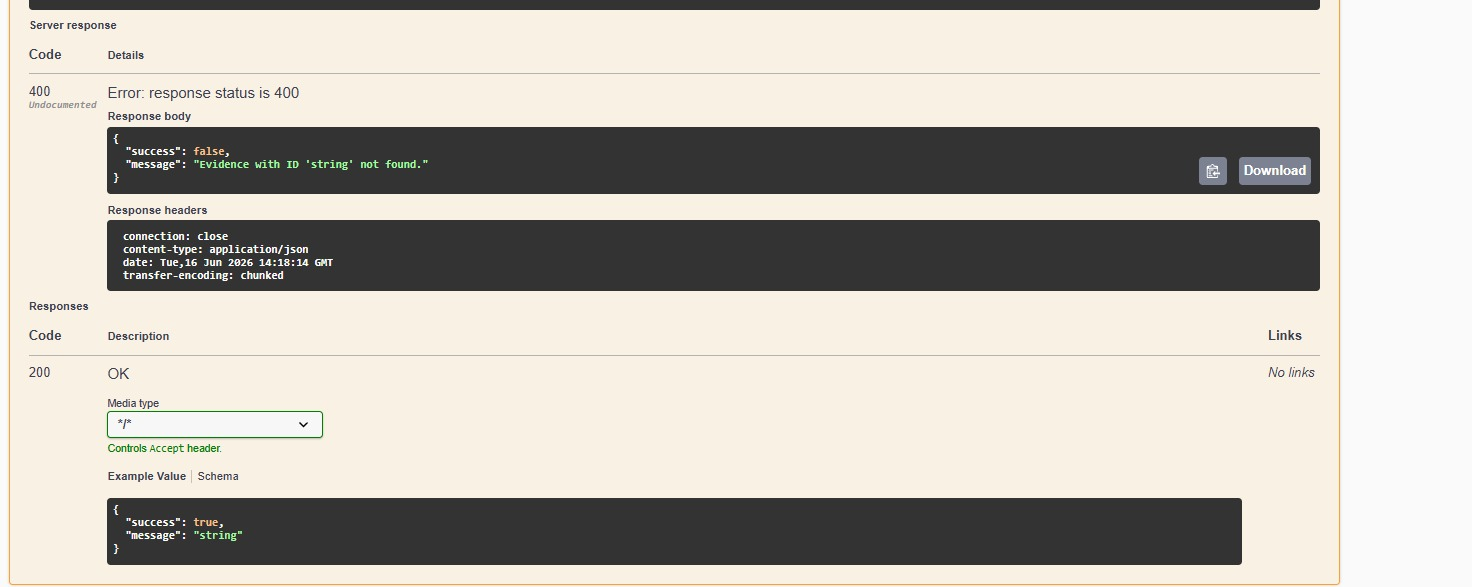 Server response
Code Details
400 Error: response status is 400
Undocumented
Response body
{
"success": false,
"message": "Evidence with ID 'string' not found."
}
Download
Response headers
connection: close
content-type: application/json
date: Tue,16 Jun 2026 14:18:14 GMT
transfer-encoding: chunked
Responses
Code Description Links
200 OK No links
Media type
*/*
Controls Accept header.
Example Value Schema
{
"success": true,
"message": "string"
}